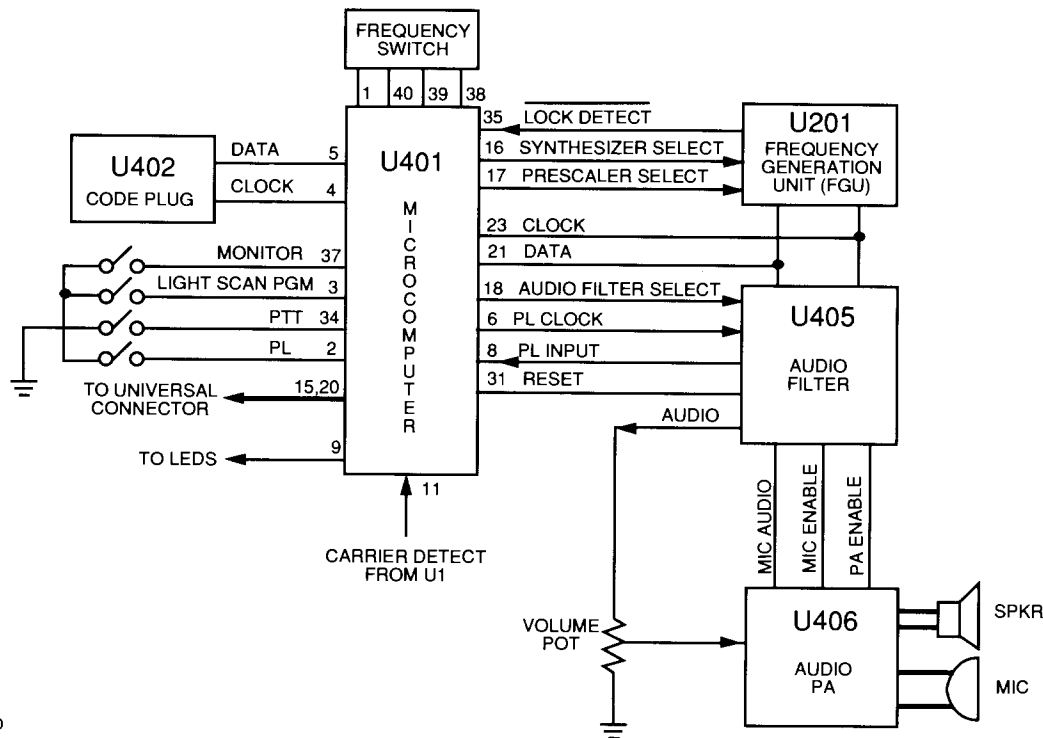 FREQUENCY
SWITCH
1 40 39 38
U402
CODE PLUG
DATA 5
CLOCK 4
MONITOR 37
LIGHT SCAN PGM 3
PTT 34
PL 2
TO UNIVERSAL
CONNECTOR
15,20
TO LEDS
9
U401
MICROCOMPUTER
11
CARRIER DETECT
FROM U1
35 LOCK DETECT
16 SYNTHESIZER SELECT
17 PRESCALER SELECT
23 CLOCK
21 DATA
18 AUDIO FILTER SELECT
6 PL CLOCK
8 PL INPUT
31 RESET
AUDIO
U201
FREQUENCY
GENERATION
UNIT (FGU)
U405
AUDIO
FILTER
MIC AUDIO
MIC ENABLE
PA ENABLE
VOLUME
POT
U406
AUDIO
PA
SPKR
MIC